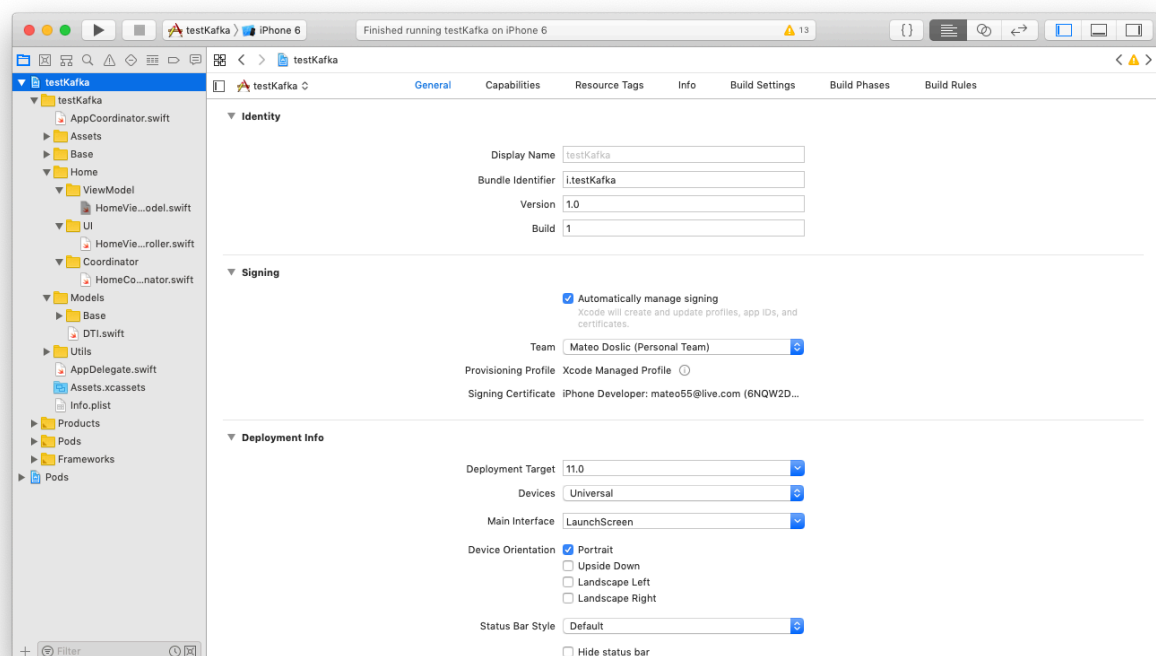 testKafka
iPhone 6
Finished running testKafka on iPhone 6
13
{ }
testKafka
testKafka
General
Capabilities
Resource Tags
Info
Build Settings
Build Phases
Build Rules
testKafka
testKafka
AppCoordinator.swift
Assets
Base
Home
ViewModel
HomeVie...odel.swift
UI
HomeVie...roller.swift
Coordinator
HomeCo...nator.swift
Models
Base
DTI.swift
Utils
AppDelegate.swift
Assets.xcassets
Info.plist
Products
Pods
Frameworks
Pods
Filter
Identity
Display Name testKafka
Bundle Identifier i.testKafka
Version 1.0
Build 1
Signing
Automatically manage signing
Xcode will create and update profiles, app IDs, and
certificates.
Team Mateo Doslic (Personal Team)
Provisioning Profile Xcode Managed Profile
Signing Certificate iPhone Developer: mateo55@live.com (6NQW2D...
Deployment Info
Deployment Target 11.0
Devices Universal
Main Interface LaunchScreen
Device Orientation Portrait
Upside Down
Landscape Left
Landscape Right
Status Bar Style Default
Hide status bar